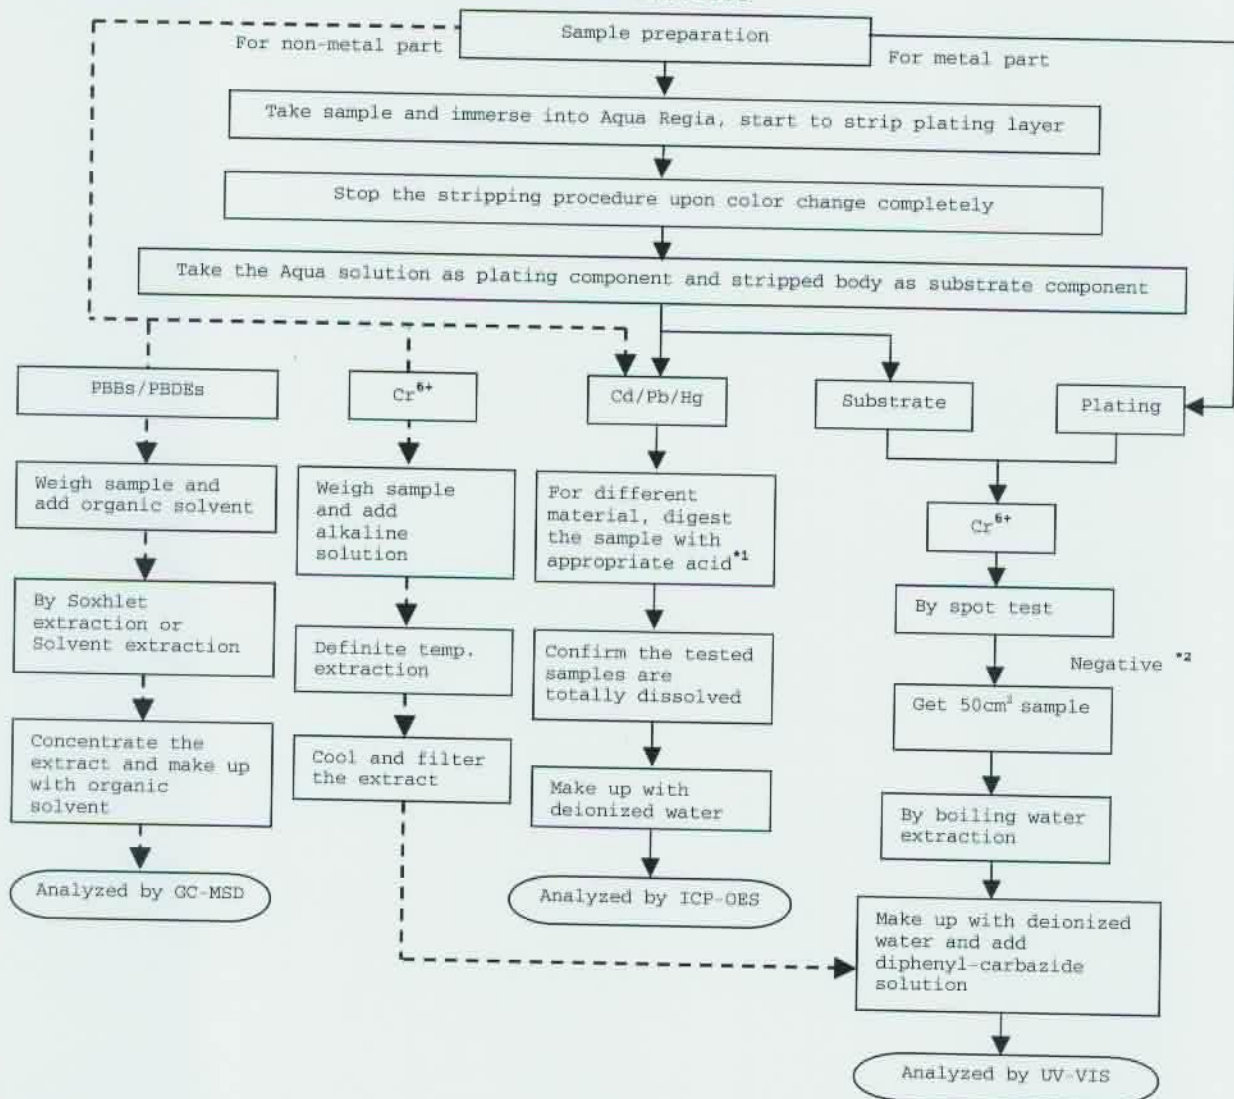 Sample preparation
For non-metal part
For metal part
Take sample and immerse into Aqua Regia, start to strip plating layer
Stop the stripping procedure upon color change completely
Take the Aqua solution as plating component and stripped body as substrate component
PBBs/PBDEs
Cr6+
Cd/Pb/Hg
Substrate
Plating
Weigh sample and
add organic solvent
Weigh sample
and add
alkaline
solution
For different
material, digest
the sample with
appropriate acid*1
Cr6+
By Soxhlet
extraction or
Solvent extraction
Definite temp.
extraction
Confirm the tested
samples are
totally dissolved
By spot test
Negative *2
Get 50cm² sample
Concentrate the
extract and make up
with organic
solvent
Cool and filter
the extract
Make up with
deionized water
By boiling water
extraction
Analyzed by GC-MSD
Analyzed by ICP-OES
Make up with deionized
water and add
diphenyl-carbazide
solution
Analyzed by UV-VIS